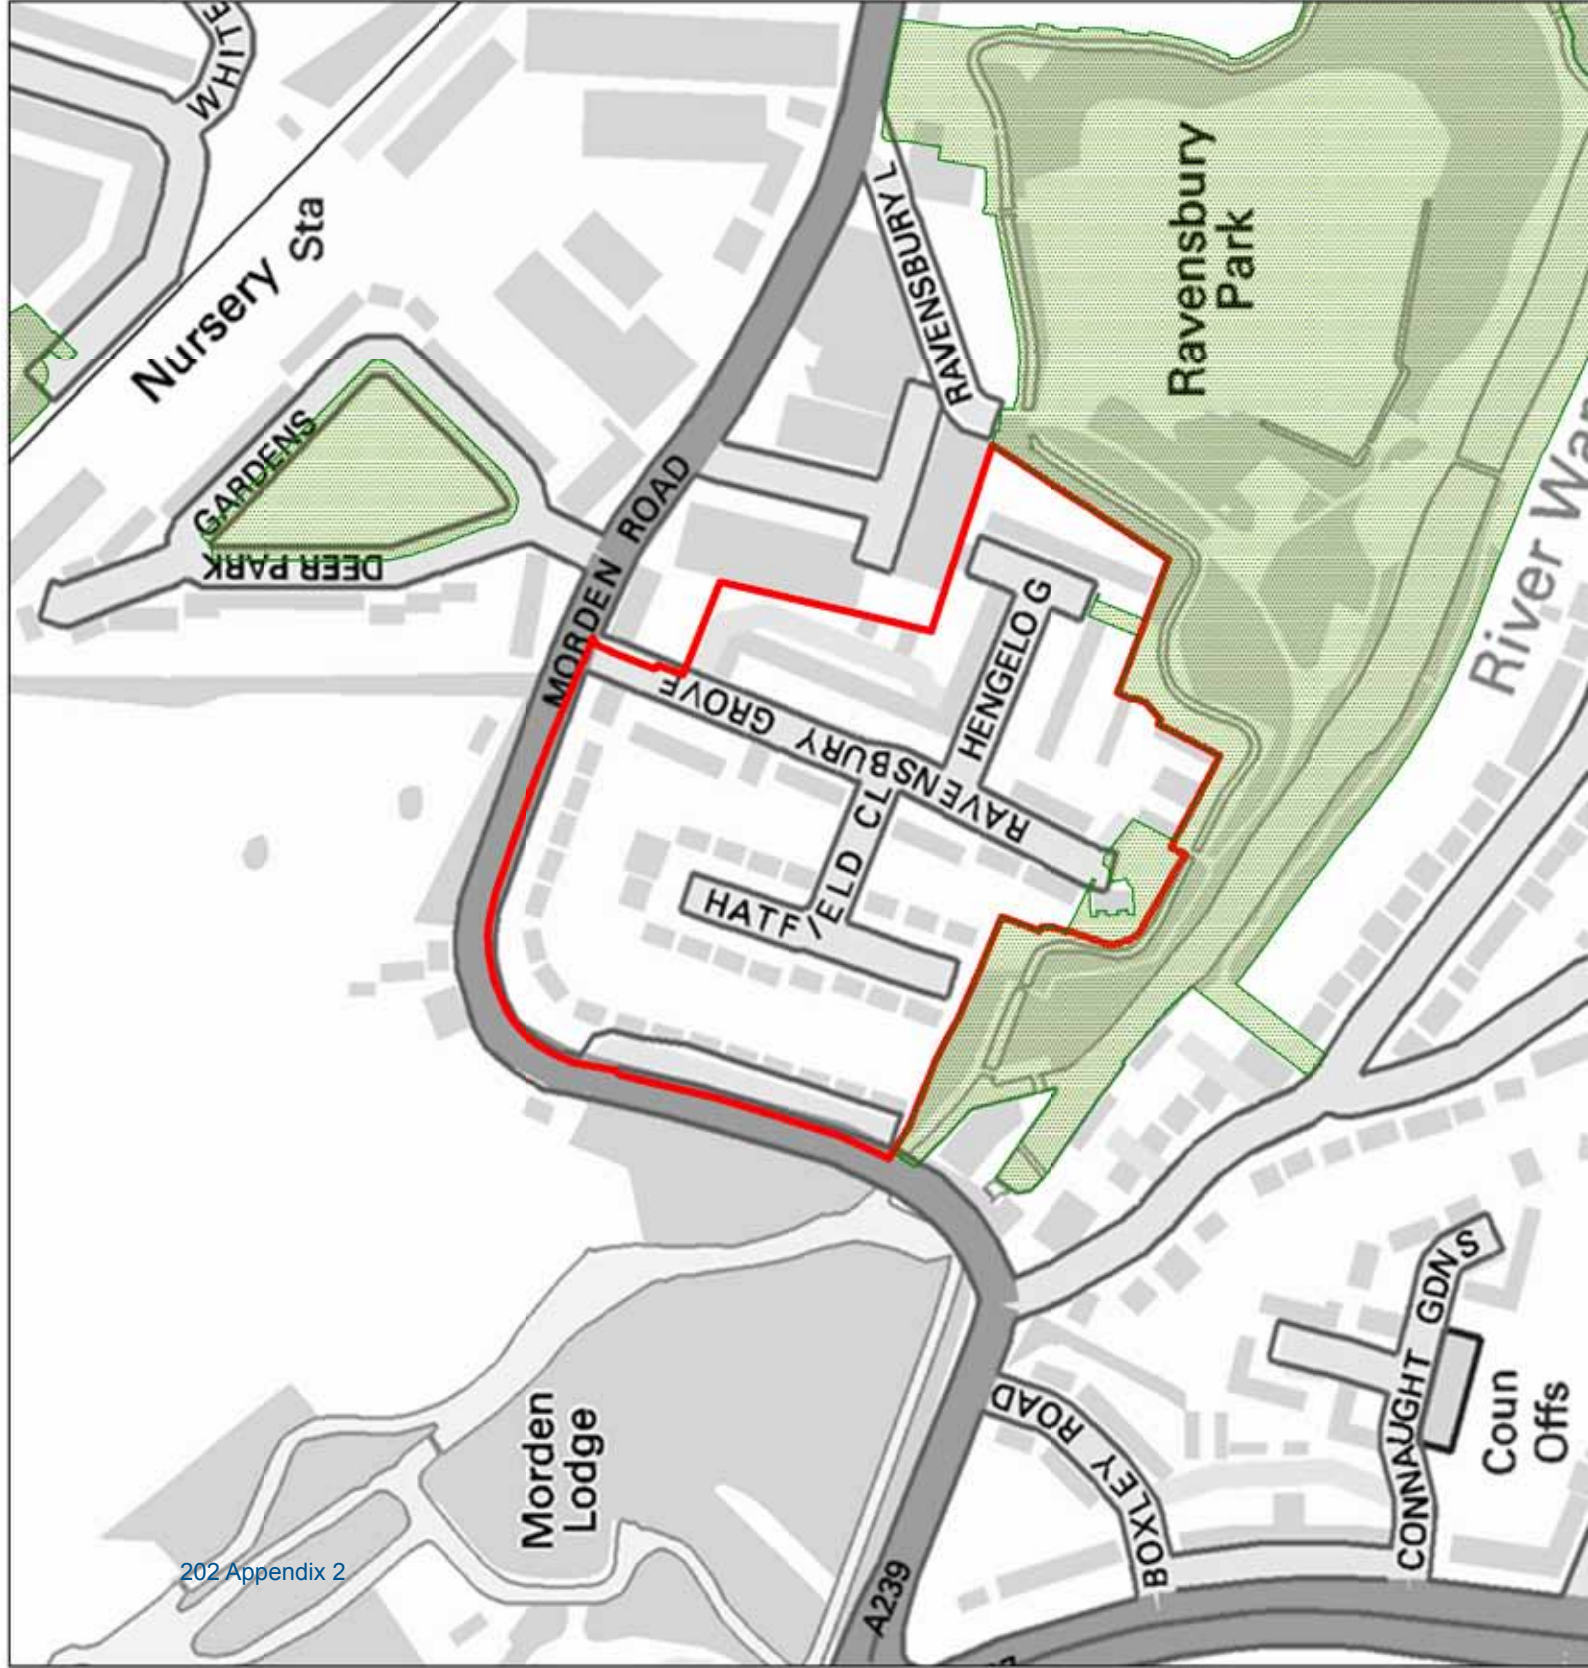 WHITE
Nursery
Sta
GARDENS
DEER PARK
MORDEN ROAD
RAVENSBURY L
Ravensbury
Park
River Wan
HENGELO G
RAVENSBURY GROVE
HATFIELD CL
Morden
Lodge
A239
BOXLEY ROAD
CONNAUGHT GDNS
Coun
Offs
202 Appendix 2